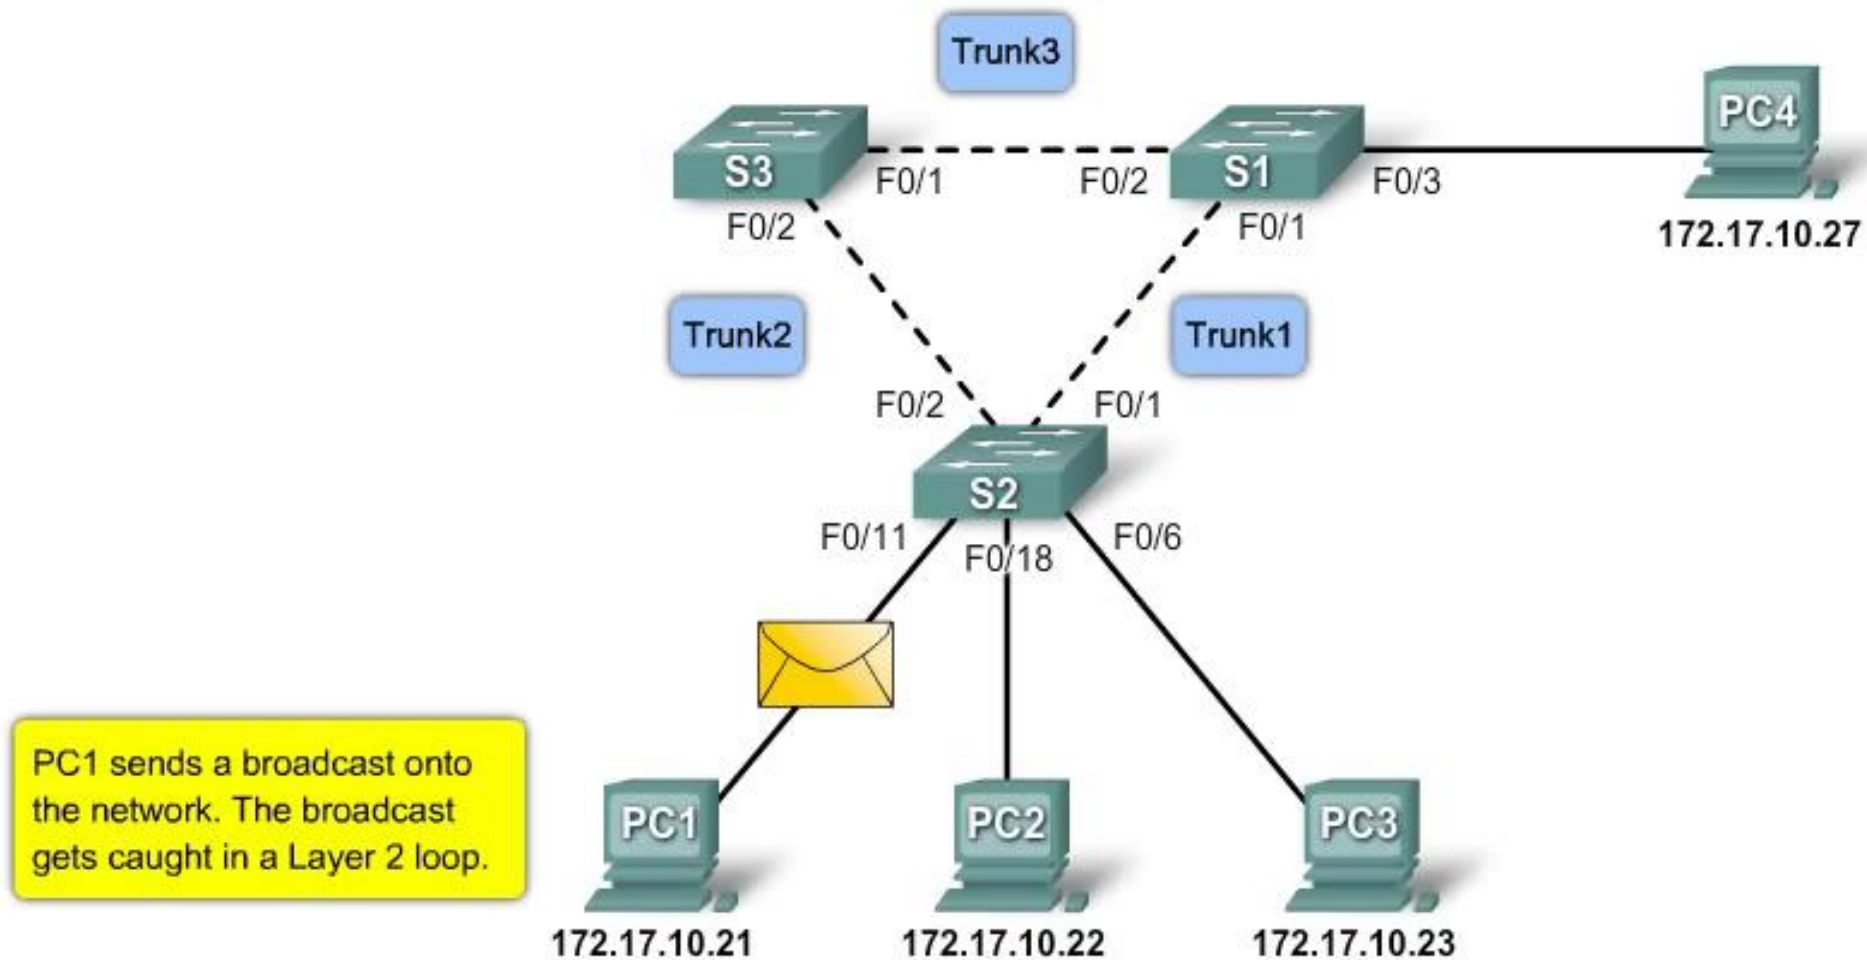 Trunk3
PC4
S3
S1
F0/1
F0/2
F0/3
F0/2
F0/1
172.17.10.27
Trunk2
Trunk1
F0/2
F0/1
S2
F0/11
F0/18
F0/6
PC1 sends a broadcast onto
the network. The broadcast
gets caught in a Layer 2 loop.
PC1
PC2
PC3
172.17.10.21
172.17.10.22
172.17.10.23